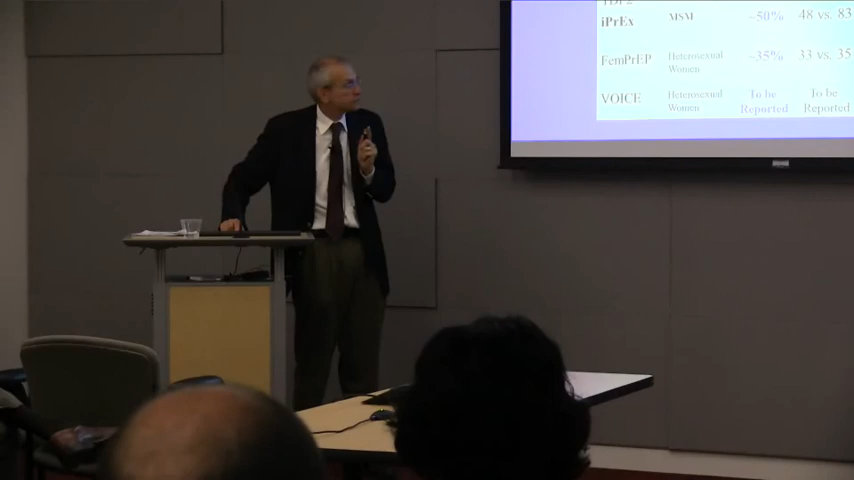 TDF2
iPrEx MSM ~50% 48 vs. 83
FemPrEP Heterosexual Women ~35% 33 vs. 35
VOICE Heterosexual Women To be Reported To be Reported